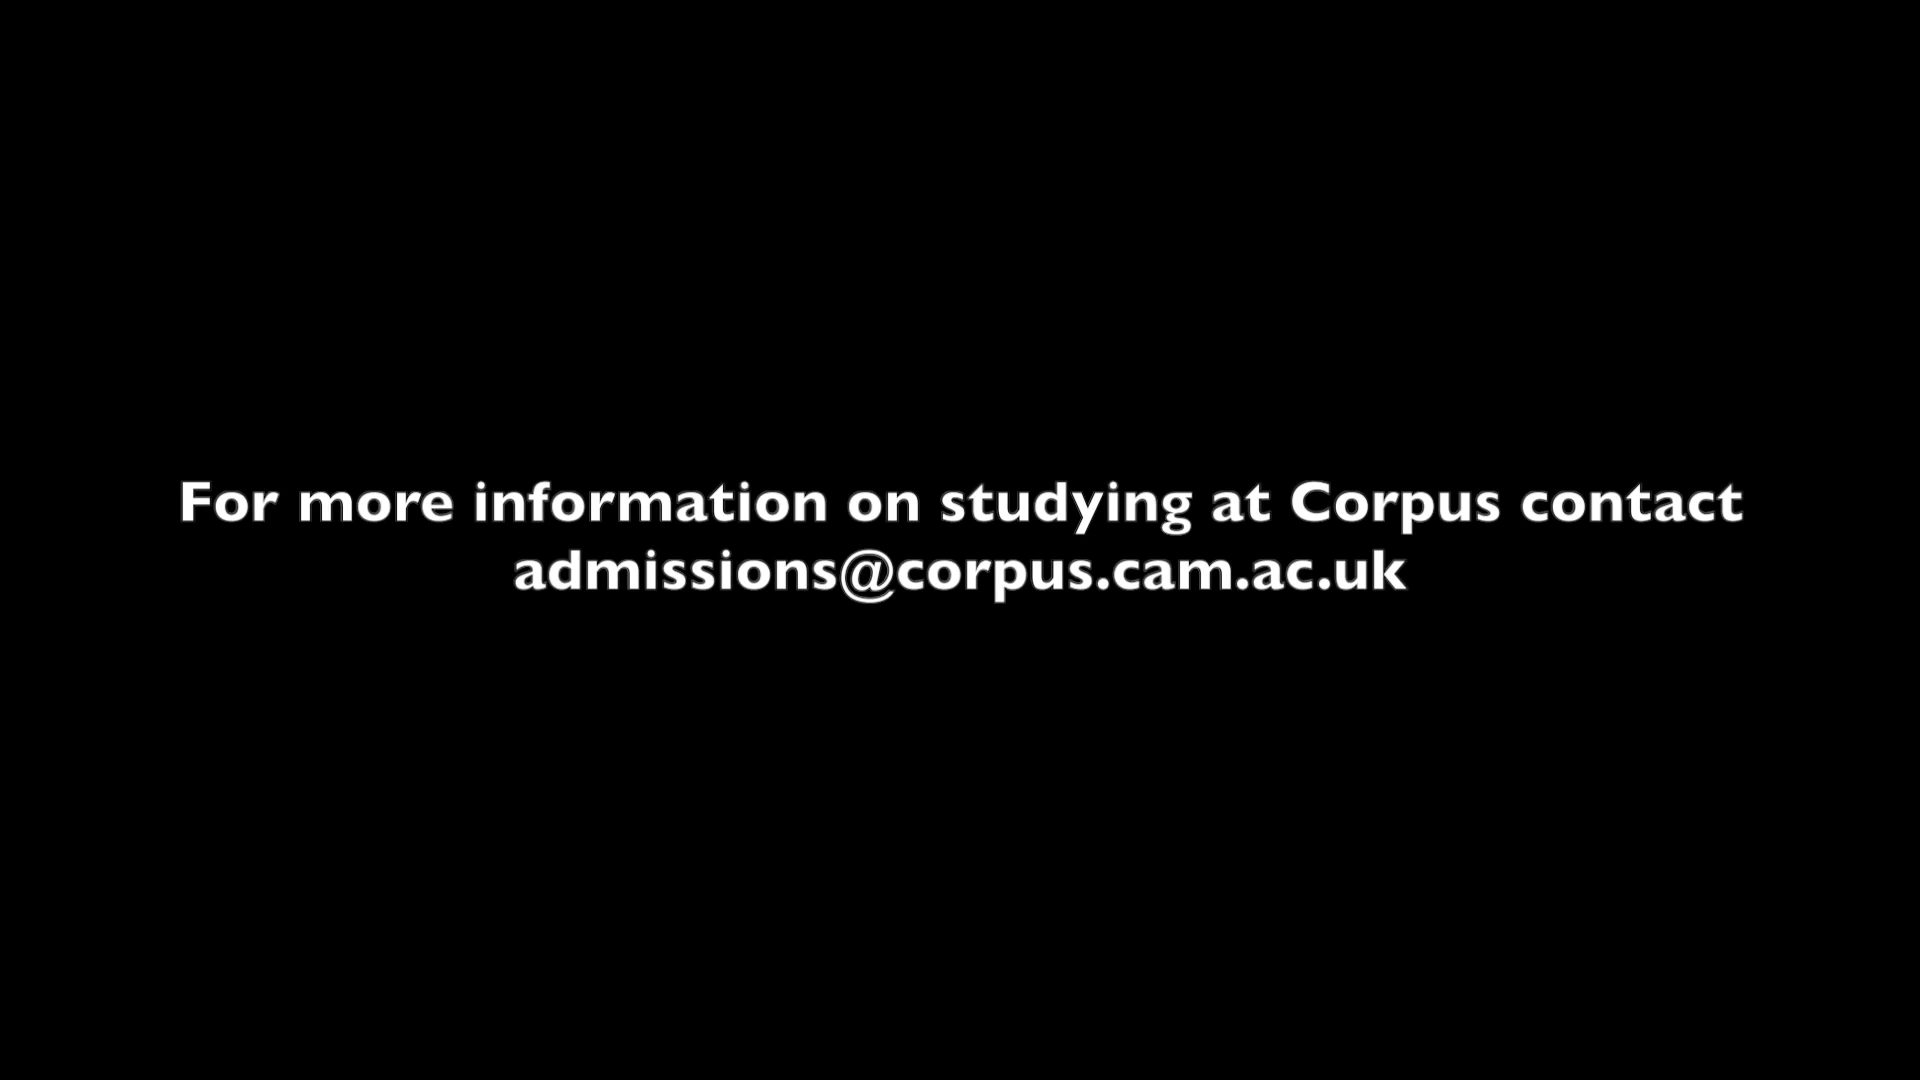 For more information on studying at Corpus contact
admissions@corpus.cam.ac.uk